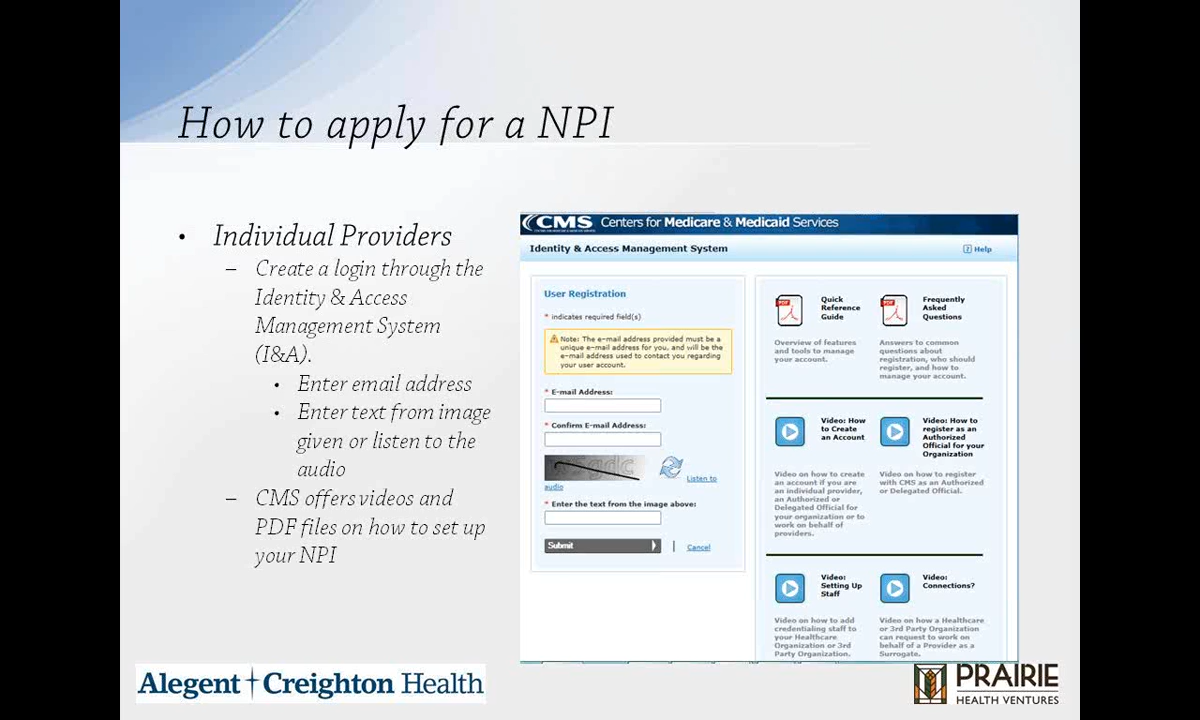 How to apply for a NPI
• Individual Providers
– Create a login through the
Identity & Access
Management System
(I&A).
• Enter email address
• Enter text from image
given or listen to the
audio
– CMS offers videos and
PDF files on how to set up
your NPI
CMS Centers for Medicare & Medicaid Services
Identity & Access Management System
? Help
User Registration
* indicates required field(s)
Note: The e-mail address provided must be a
unique e-mail address for you, and will be the
e-mail address used to contact you regarding
your user account.
* E-mail Address:
* Confirm E-mail Address:
Listen to
audio
* Enter the text from the image above:
Submit
|
Cancel
PDF
Quick
Reference
Guide
Overview of features
and tools to manage
your account.
PDF
Frequently
Asked
Questions
Answers to common
questions about
registration, who should
register, and how to
manage your account.
Video: How
to Create
an Account
Video on how to create
an account if you are
an individual provider,
an Authorized or
Delegated Official for
your organization or to
work on behalf of
providers.
Video: How to
register as an
Authorized
Official for your
Organization
Video on how to register
with CMS as an Authorized
or Delegated Official.
Video:
Setting Up
Staff
Video on how to add
credentialing staff to
your Healthcare
Organization or 3rd
Party Organization.
Video:
Connections?
Video on how a Healthcare
or 3rd Party Organization
can request to work on
behalf of a Provider as a
Surrogate.
Alegent Creighton Health
PRAIRIE
HEALTH VENTURES